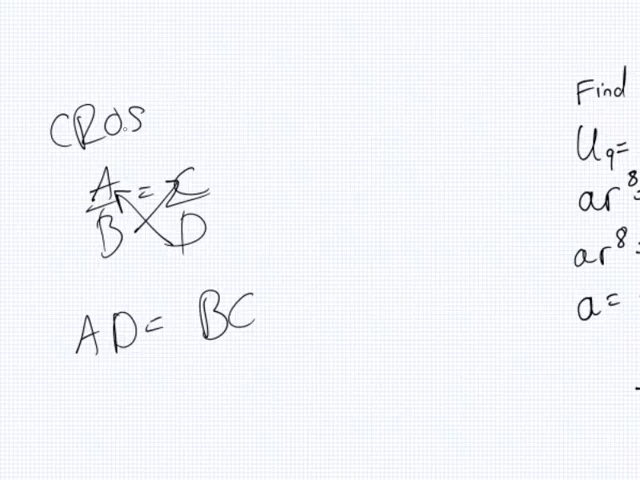 CROS
A/B = C/D
AD = BC
Find
U₉=
ar⁸=
ar⁸=
a=